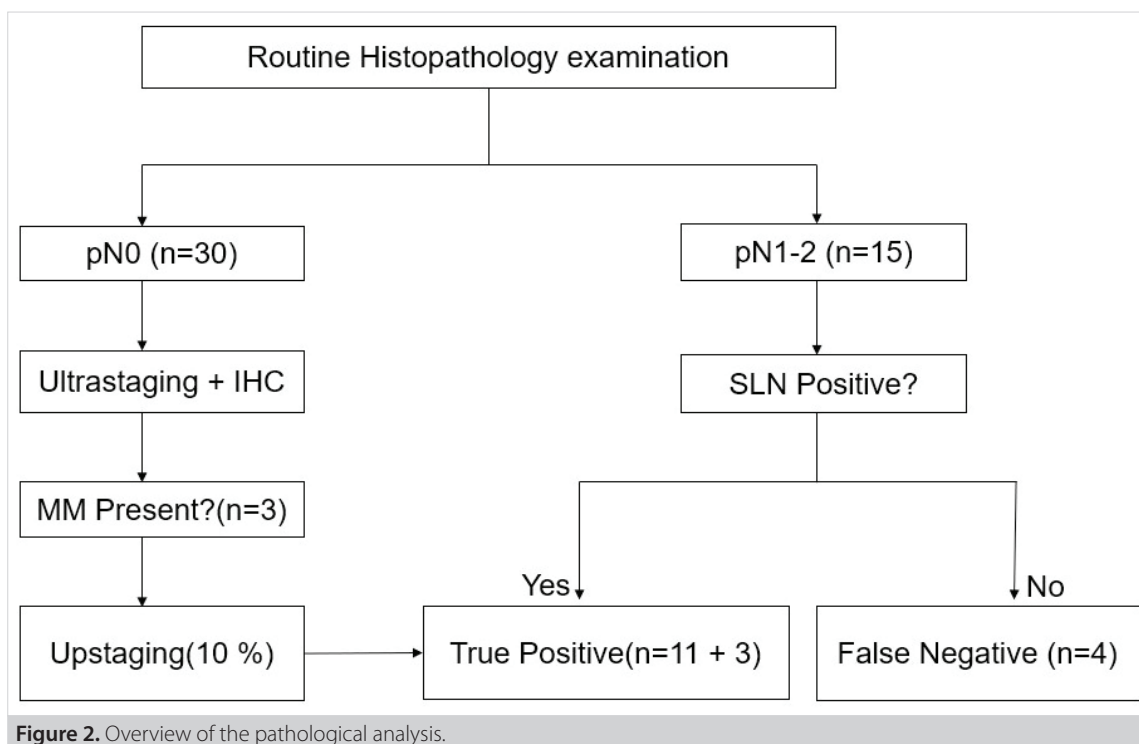 Routine Histopathology examination
pN0 (n=30)
pN1-2 (n=15)
Ultrastaging + IHC
SLN Positive?
MM Present?(n=3)
Yes
No
Upstaging(10 %)
True Positive(n=11 + 3)
False Negative (n=4)
Figure 2. Overview of the pathological analysis.